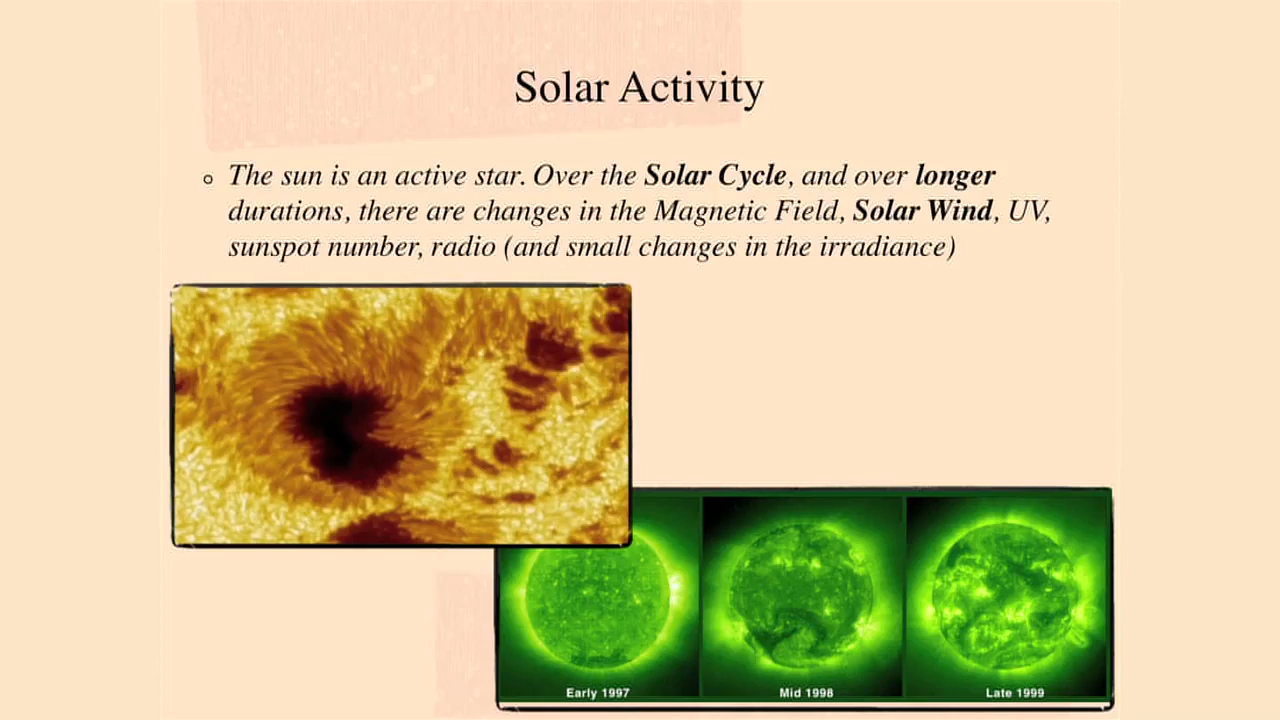 Solar Activity
The sun is an active star. Over the Solar Cycle, and over longer
durations, there are changes in the Magnetic Field, Solar Wind, UV,
sunspot number, radio (and small changes in the irradiance)
Early 1997
Mid 1998
Late 1999